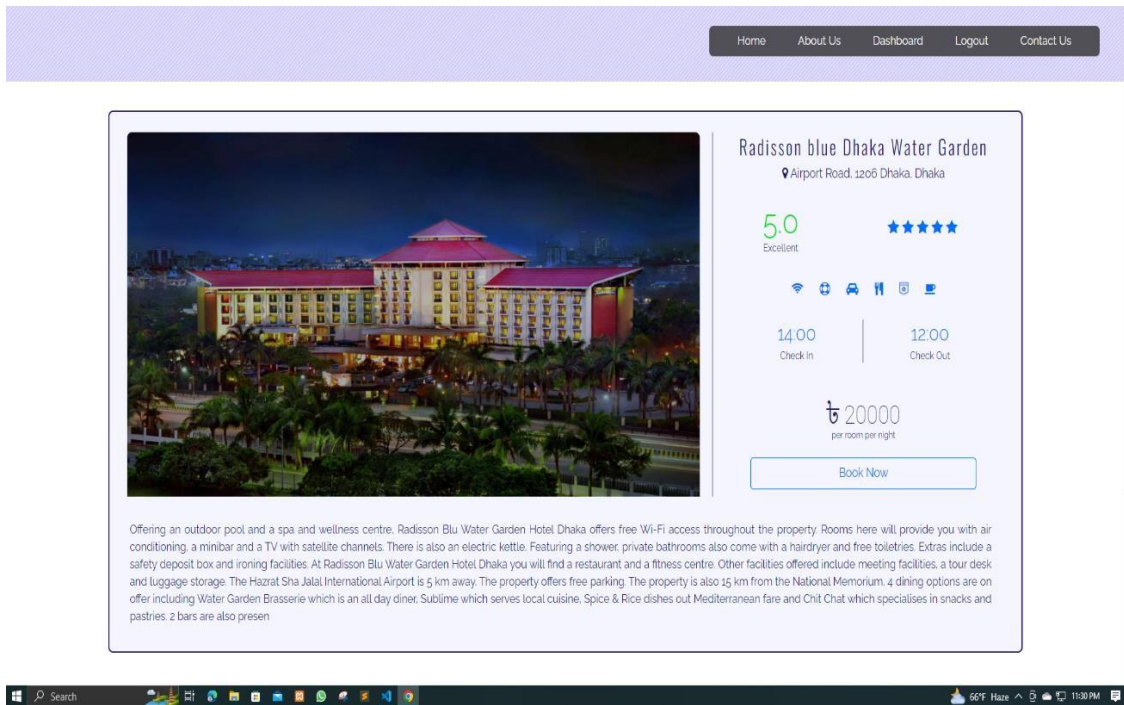 Home About Us Dashboard Logout Contact Us
Radisson blue Dhaka Water Garden
Airport Road, 1206 Dhaka, Dhaka
5.0
Excellent
14:00 12:00
Check In Check Out
৳ 20000
per room per night
Book Now
Offering an outdoor pool and a spa and wellness centre, Radisson Blu Water Garden Hotel Dhaka offers free Wi-Fi access throughout the property. Rooms here will provide you with air
conditioning, a minibar and a TV with satellite channels. There is also an electric kettle. Featuring a shower, private bathrooms also come with a hairdryer and free toiletries. Extras include a
safety deposit box and ironing facilities. At Radisson Blu Water Garden Hotel Dhaka you will find a restaurant and a fitness centre. Other facilities offered include meeting facilities, a tour desk
and luggage storage. The Hazrat Sha Jalal International Airport is 5 km away. The property offers free parking. The property is also 15 km from the National Memorium. 4 dining options are on
offer including Water Garden Brasserie which is an all day diner, Sublime which serves local cuisine, Spice & Rice dishes out Mediterranean fare and Chit Chat which specialises in snacks and
pastries. 2 bars are also presen
Search 66°F Haze 11:30 PM